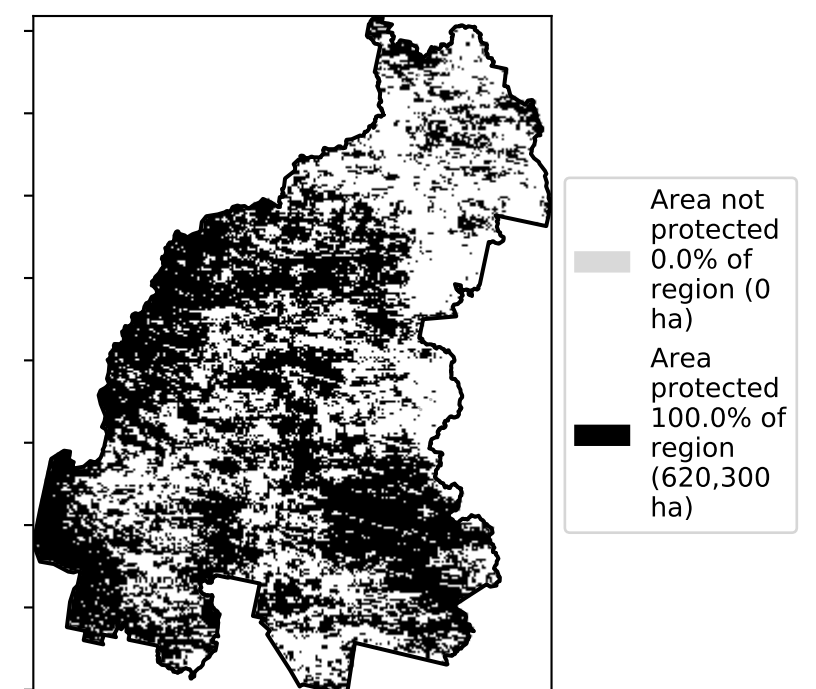 Area not
protected
0.0% of
region (0
ha)
Area
protected
100.0% of
region
(620,300
ha)